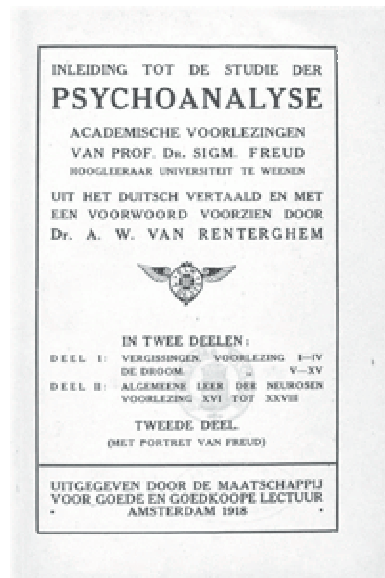 INLEIDING TOT DE STUDIE DER
PSYCHOANALYSE
ACADEMISCHE VOORLEZINGEN
VAN PROF. DR. SIGM. FREUD
HOOGLEERAAR UNIVERSITEIT TE WEENEN
UIT HET DUITSCH VERTAALD EN MET
EEN VOORWOORD VOORZIEN DOOR
Dr. A. W. VAN RENTERGHEM
IN TWEE DEELEN:
DEEL I: VERGISSINGEN. VOORLEZING I—IV
DE DROOM. „ V—XV
DEEL II: ALGEMEENE LEER DER NEUROSEN
VOORLEZING XVI TOT XXVIII
TWEEDE DEEL.
(MET PORTRET VAN FREUD)
UITGEGEVEN DOOR DE MAATSCHAPPIJ
VOOR GOEDE EN GOEDKOOPE LECTUUR
• AMSTERDAM 1918 •